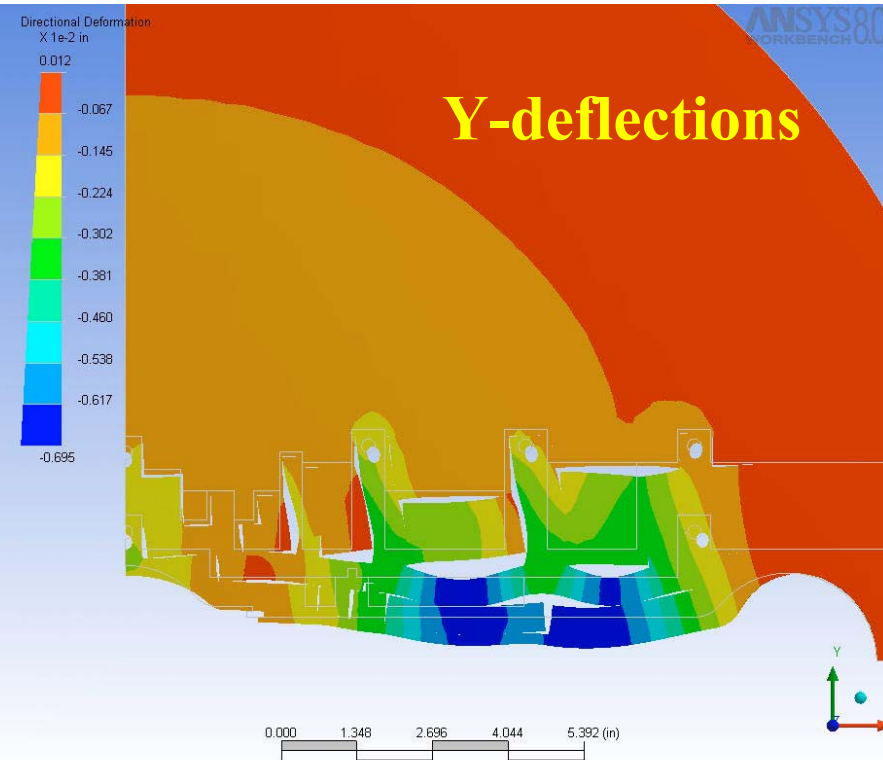 Directional Deformation
X 1e-2 in
0.012
-0.067
-0.145
-0.224
-0.302
-0.381
-0.460
-0.538
-0.617
-0.695
ANSYS 8.0
WORKBENCH
Y-deflections
Y
Z
0.000 1.348 2.696 4.044 5.392 (in)